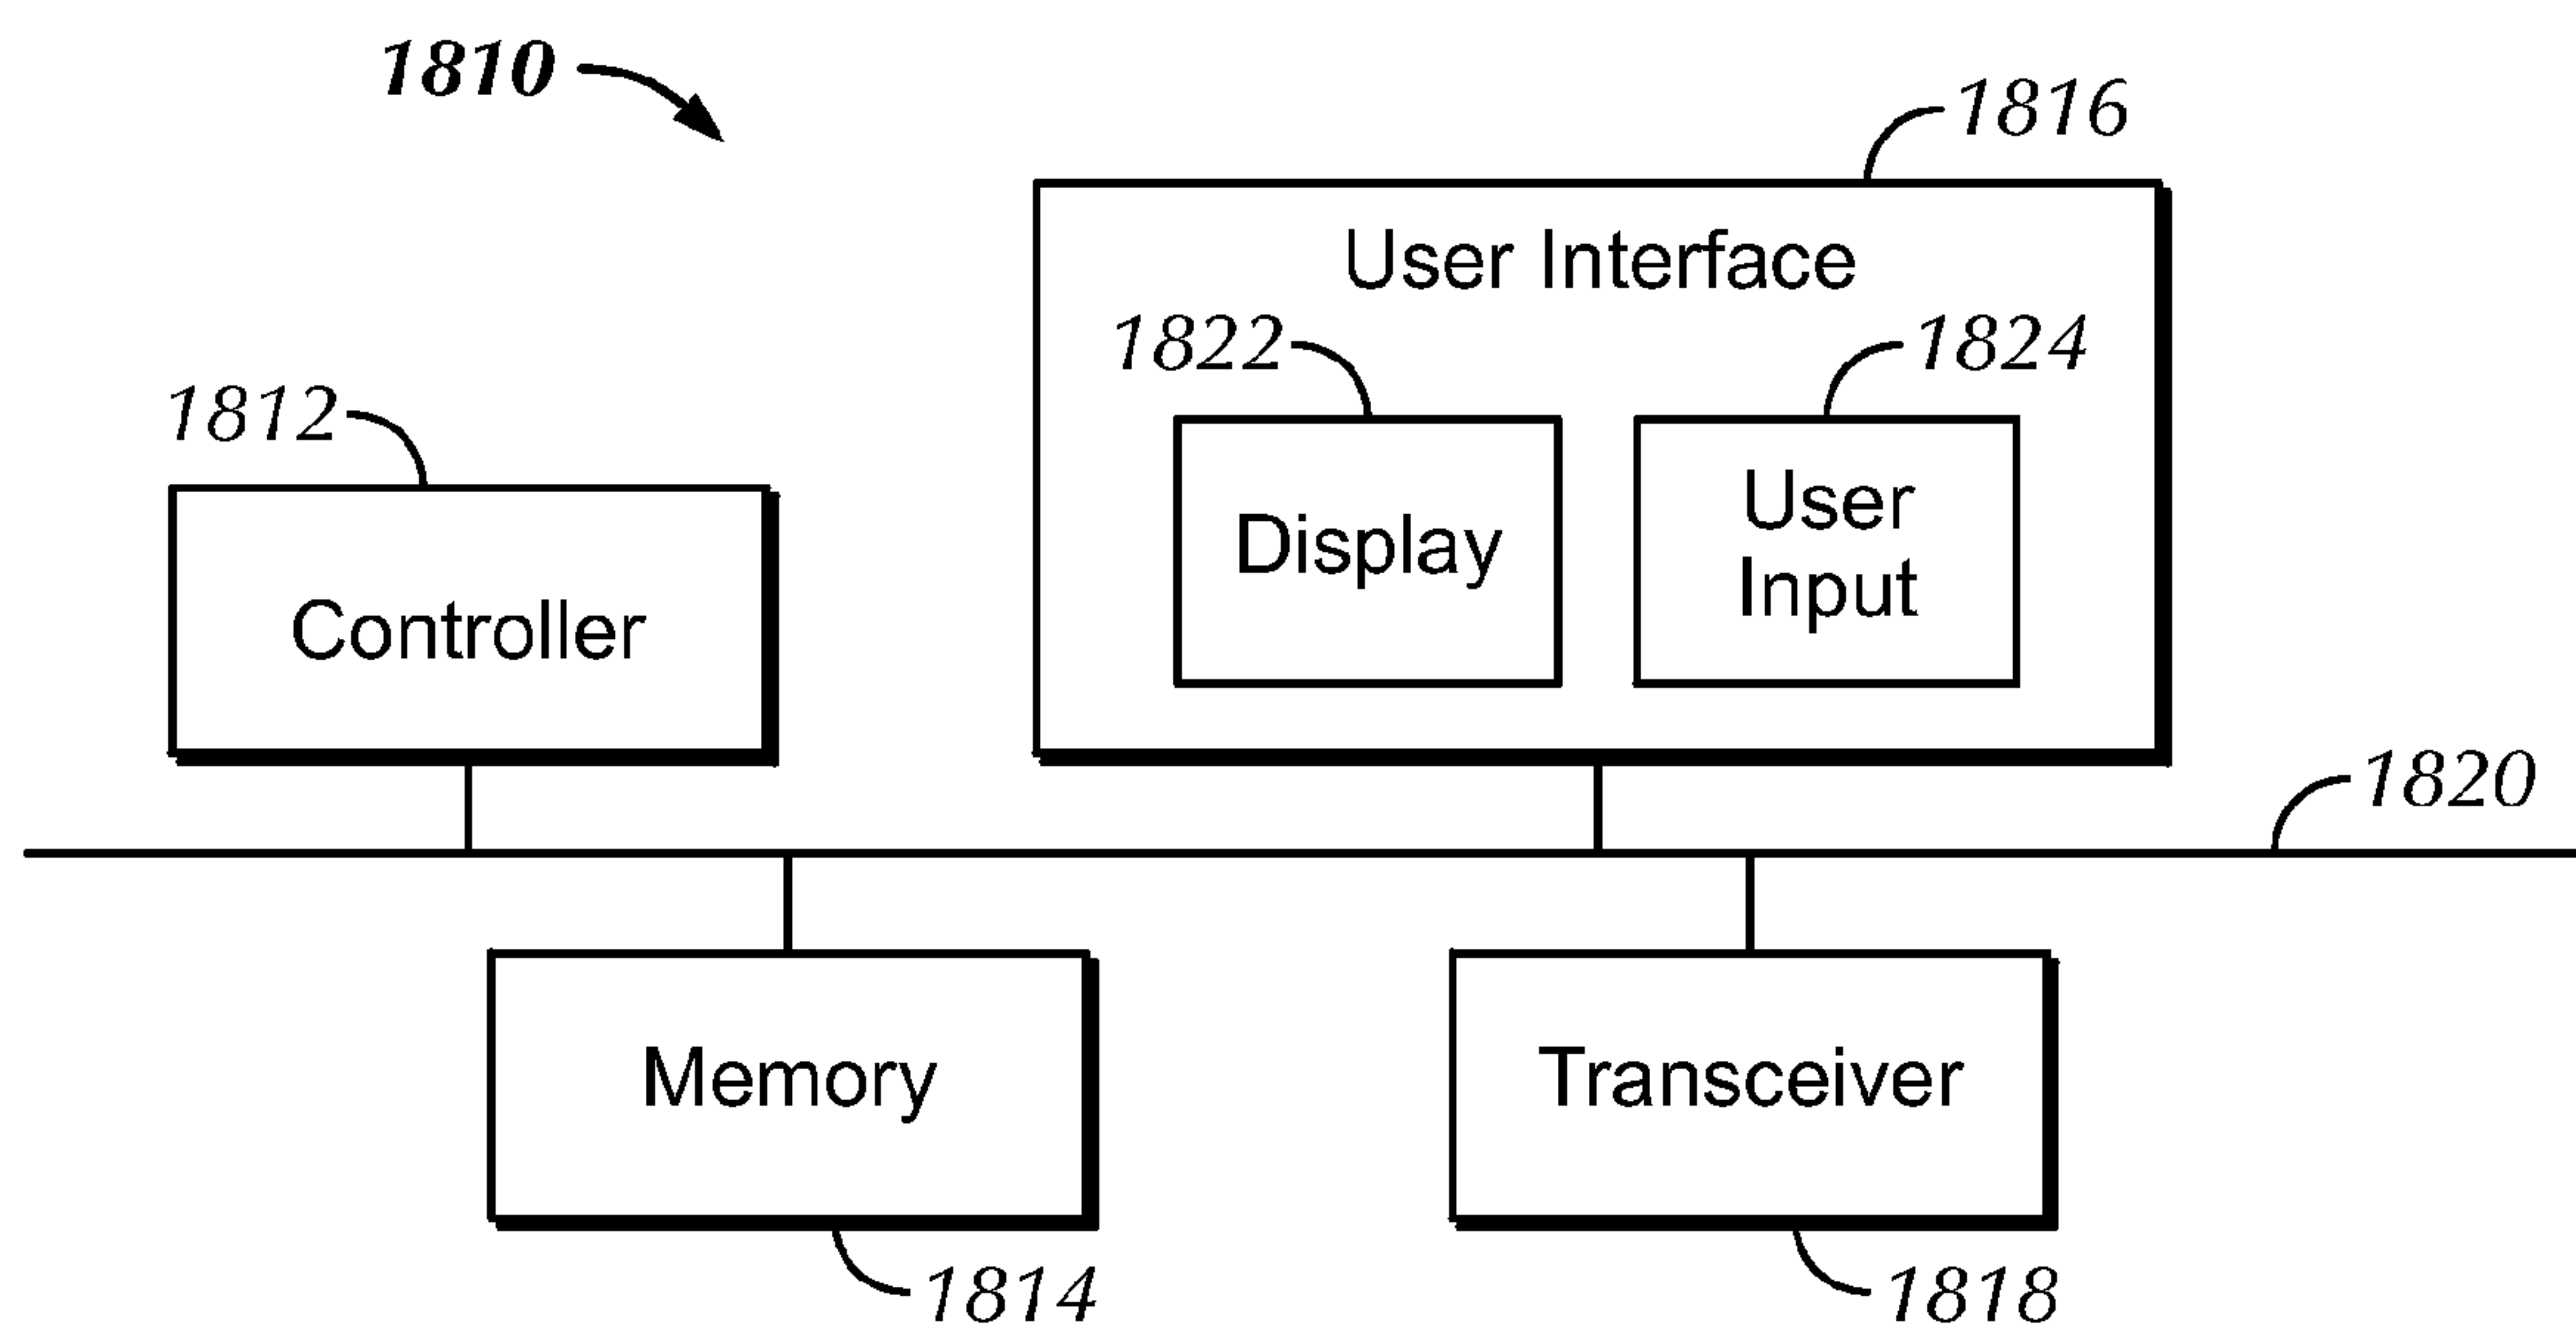 1810
1816
User Interface
1822
1824
1812
Display
User
Input
Controller
1820
Memory
Transceiver
1814
1818